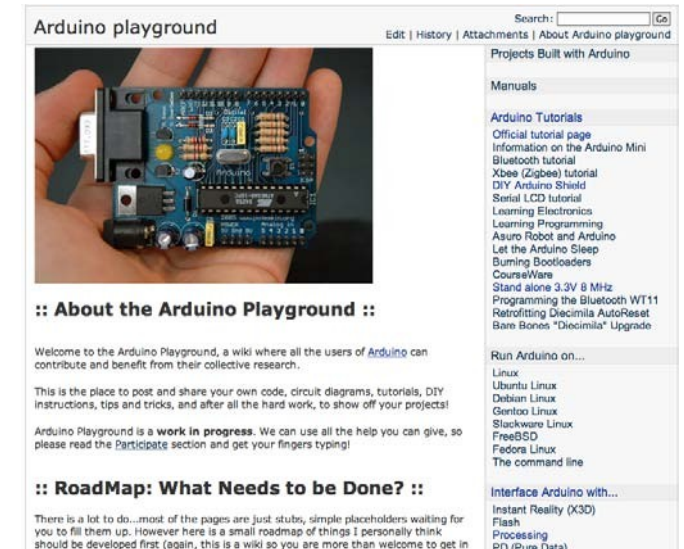 Arduino playground
Search: Go
Edit | History | Attachments | About Arduino playground
Arduino
:: About the Arduino Playground ::
Welcome to the Arduino Playground, a wiki where all the users of Arduino can
contribute and benefit from their collective research.
This is the place to post and share your own code, circuit diagrams, tutorials, DIY
instructions, tips and tricks, and after all the hard work, to show off your projects!
Arduino Playground is a work in progress. We can use all the help you can give, so
please read the Participate section and get your fingers typing!
:: RoadMap: What Needs to be Done? ::
There is a lot to do...most of the pages are just stubs, simple placeholders waiting for
you to fill them up. However here is a small roadmap of things I personally think
should be developed first (again, this is a wiki so you are more than welcome to get in
Projects Built with Arduino
Manuals
Arduino Tutorials
Official tutorial page
Information on the Arduino Mini
Bluetooth tutorial
Xbee (Zigbee) tutorial
DIY Arduino Shield
Serial LCD tutorial
Learning Electronics
Learning Programming
Asuro Robot and Arduino
Let the Arduino Sleep
Burning Bootloaders
CourseWare
Stand alone 3.3V 8 MHz
Programming the Bluetooth WT11
Retrofitting Diecimila AutoReset
Bare Bones "Diecimila" Upgrade
Run Arduino on...
Linux
Ubuntu Linux
Debian Linux
Gentoo Linux
Slackware Linux
FreeBSD
Fedora Linux
The command line
Interface Arduino with...
Instant Reality (X3D)
Flash
Processing
PD (Pure Data)